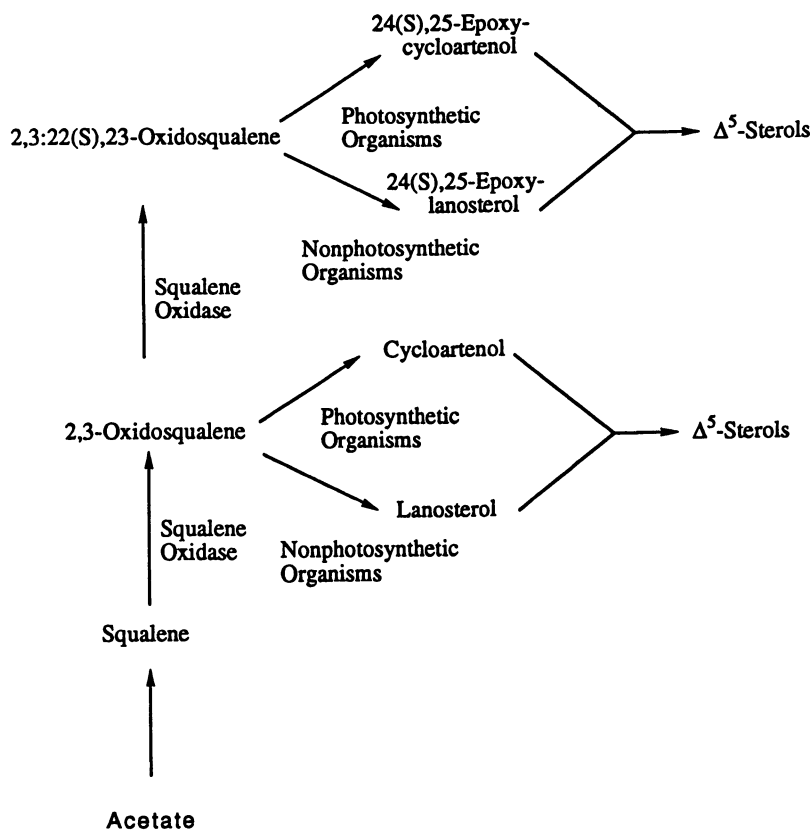 24(S),25-Epoxy-
cycloartenol
Photosynthetic
Organisms
2,3:22(S),23-Oxidosqualene
Δ⁵-Sterols
24(S),25-Epoxy-
lanosterol
Nonphotosynthetic
Organisms
Squalene
Oxidase
Cycloartenol
Photosynthetic
Organisms
2,3-Oxidosqualene
Δ⁵-Sterols
Lanosterol
Squalene
Oxidase
Nonphotosynthetic
Organisms
Squalene
Acetate